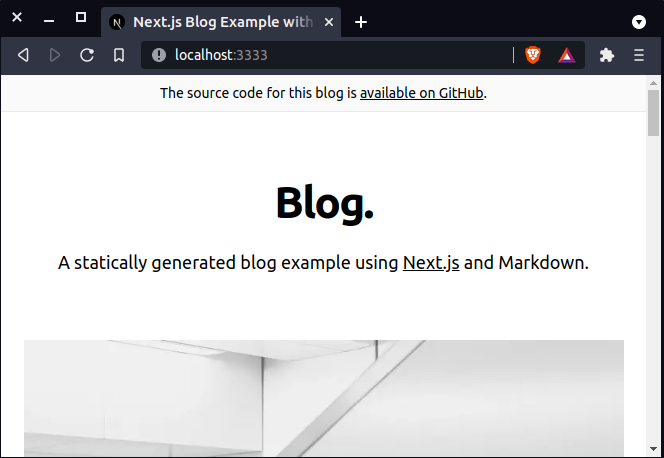 Next.js Blog Example with
localhost:3333
The source code for this blog is available on GitHub.
Blog.
A statically generated blog example using Next.js and Markdown.